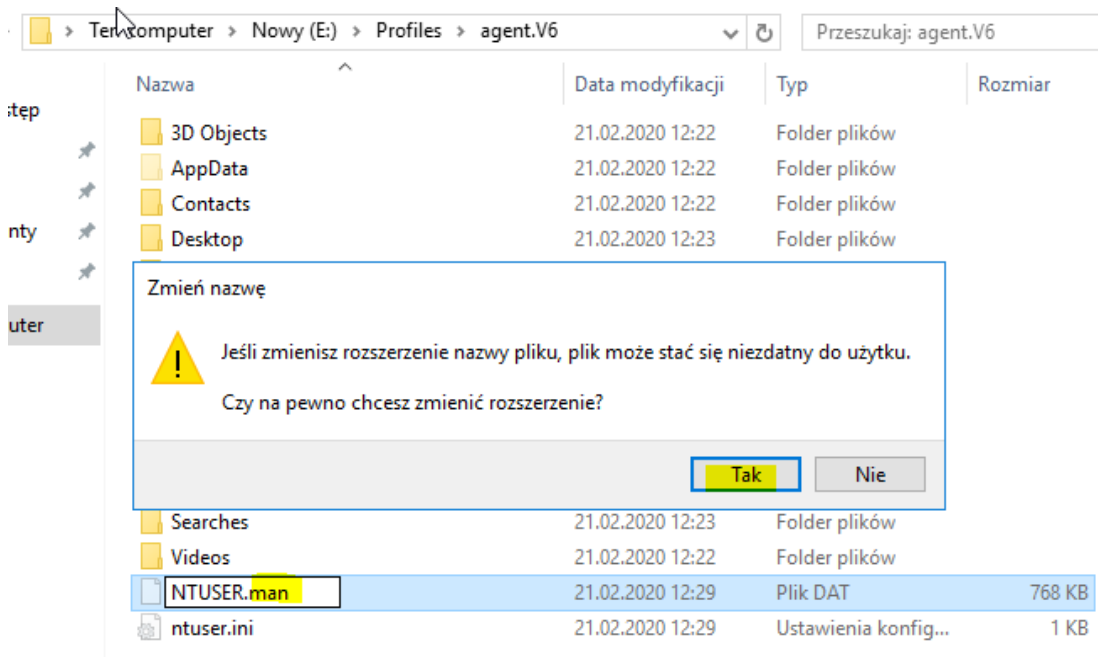 Ten komputer > Nowy (E:) > Profiles > agent.V6 Przeszukaj: agent.V6
Nazwa Data modyfikacji Typ Rozmiar
stęp
3D Objects 21.02.2020 12:22 Folder plików
AppData 21.02.2020 12:22 Folder plików
Contacts 21.02.2020 12:22 Folder plików
nty Desktop 21.02.2020 12:23 Folder plików
Zmień nazwę
uter
Jeśli zmienisz rozszerzenie nazwy pliku, plik może stać się niezdatny do użytku.
Czy na pewno chcesz zmienić rozszerzenie?
Tak Nie
Searches 21.02.2020 12:23 Folder plików
Videos 21.02.2020 12:22 Folder plików
NTUSER.man 21.02.2020 12:29 Plik DAT 768 KB
ntuser.ini 21.02.2020 12:29 Ustawienia konfig... 1 KB